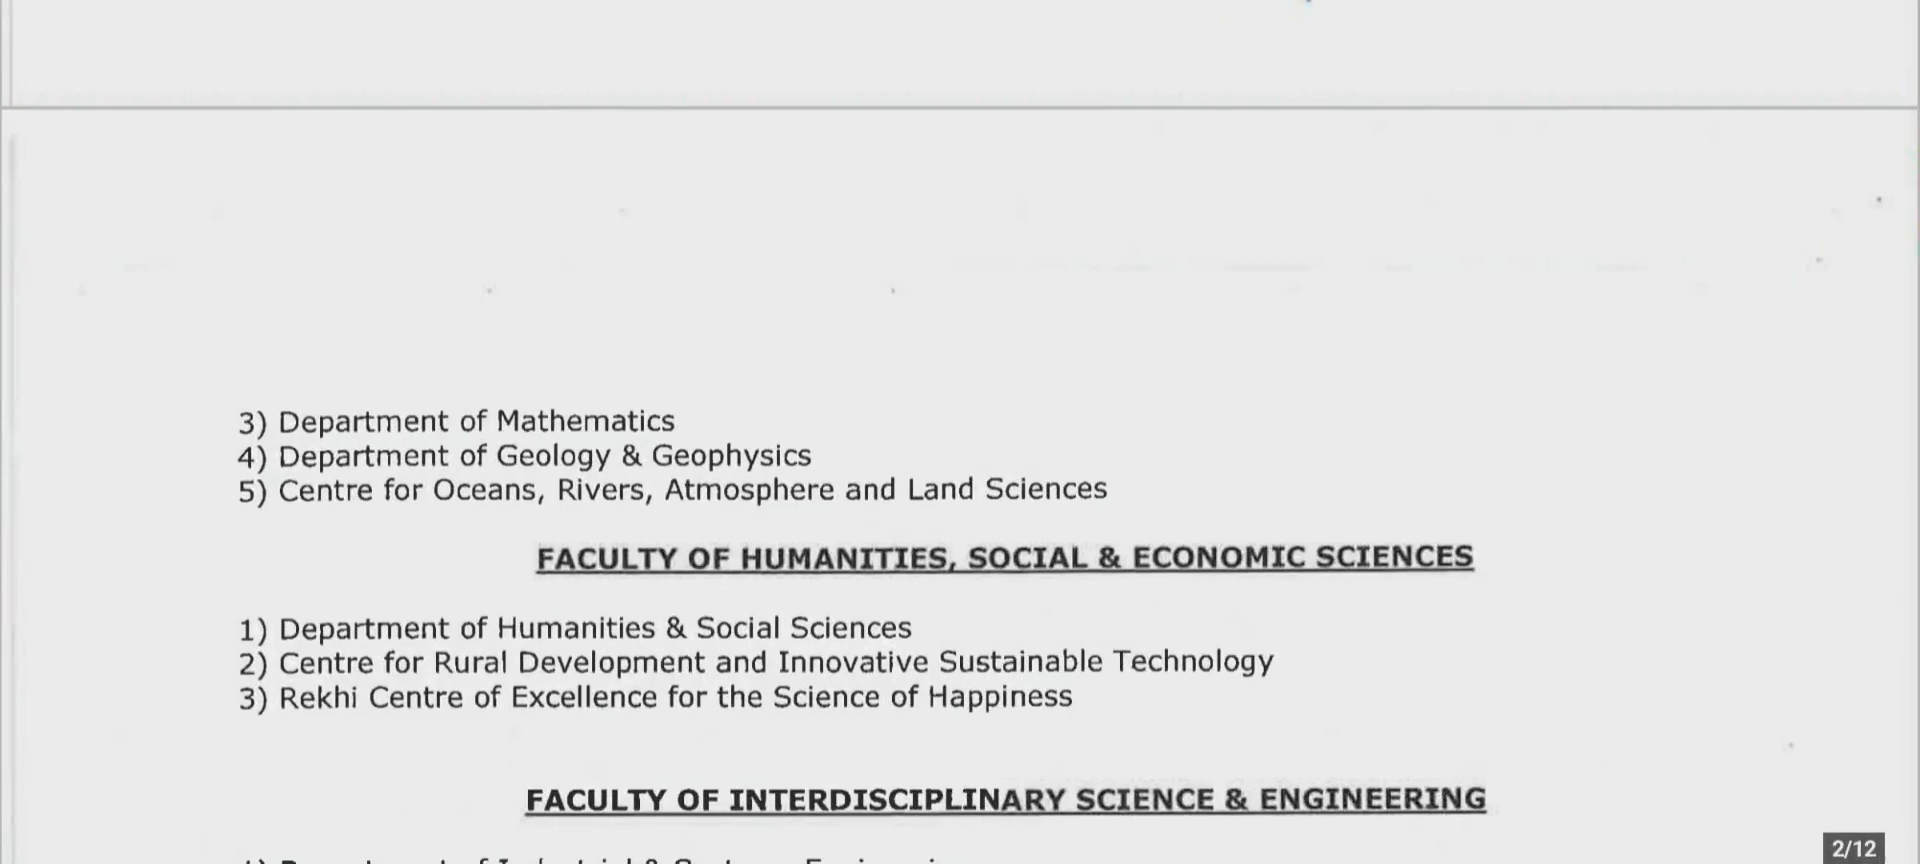 3) Department of Mathematics
4) Department of Geology & Geophysics
5) Centre for Oceans, Rivers, Atmosphere and Land Sciences
FACULTY OF HUMANITIES, SOCIAL & ECONOMIC SCIENCES
1) Department of Humanities & Social Sciences
2) Centre for Rural Development and Innovative Sustainable Technology
3) Rekhi Centre of Excellence for the Science of Happiness
FACULTY OF INTERDISCIPLINARY SCIENCE & ENGINEERING
2/12